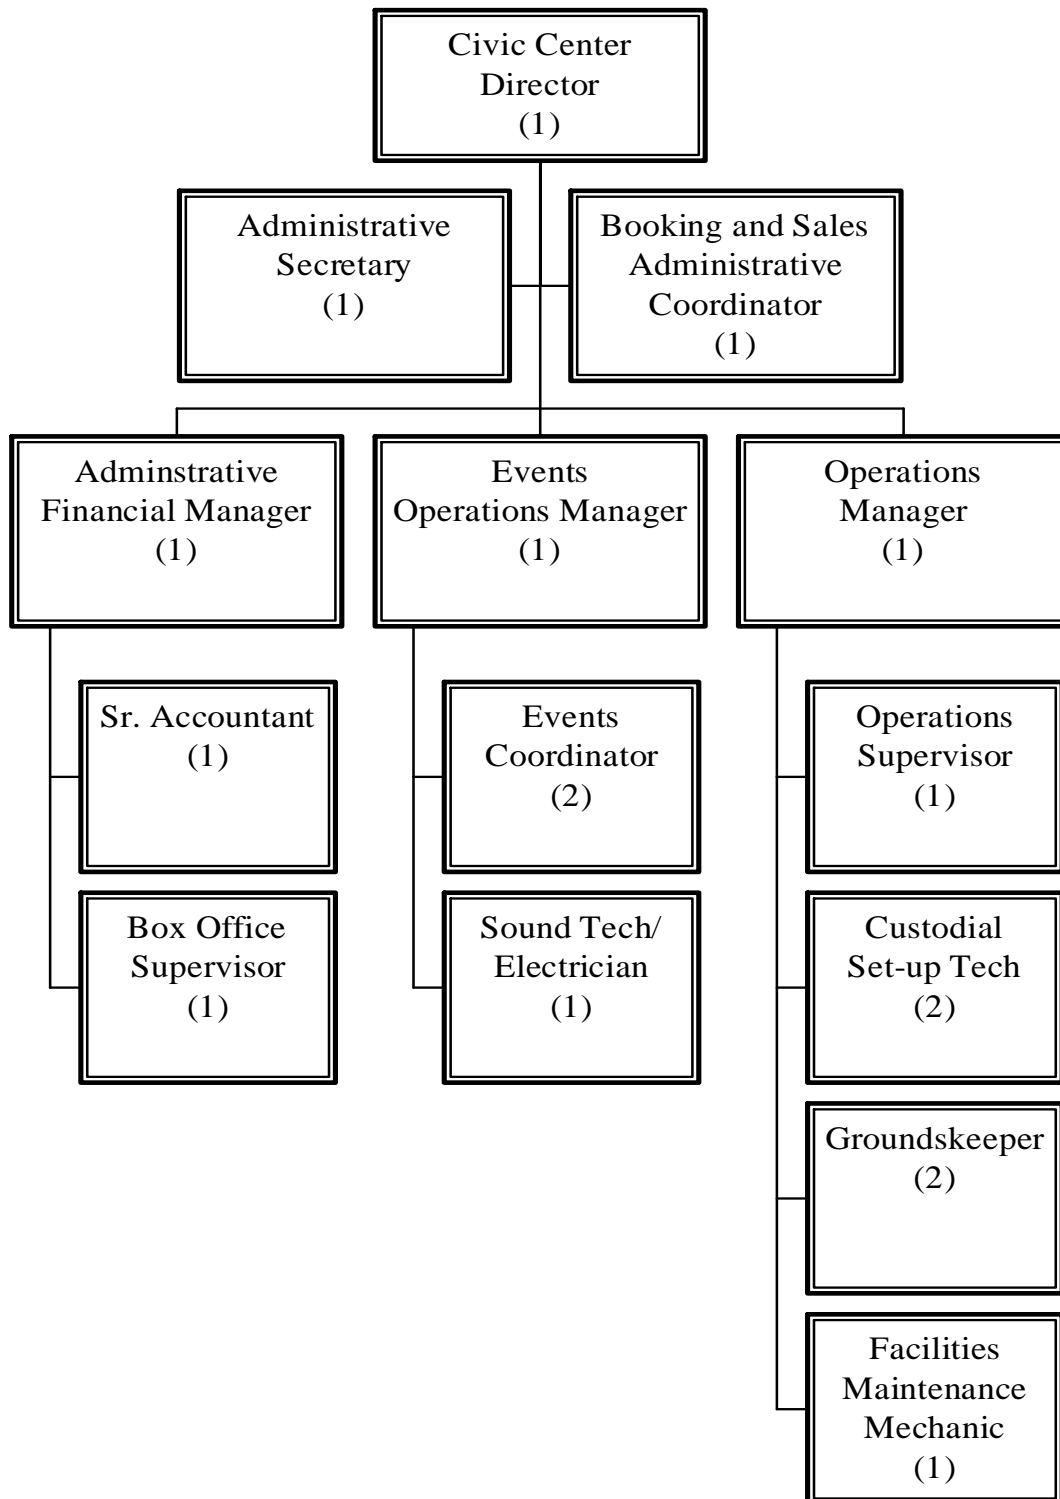 Civic Center
Director
(1)
Administrative
Secretary
(1)
Booking and Sales
Administrative
Coordinator
(1)
Adminstrative
Financial Manager
(1)
Events
Operations Manager
(1)
Operations
Manager
(1)
Sr. Accountant
(1)
Box Office
Supervisor
(1)
Events
Coordinator
(2)
Sound Tech/
Electrician
(1)
Operations
Supervisor
(1)
Custodial
Set-up Tech
(2)
Groundskeeper
(2)
Facilities
Maintenance
Mechanic
(1)